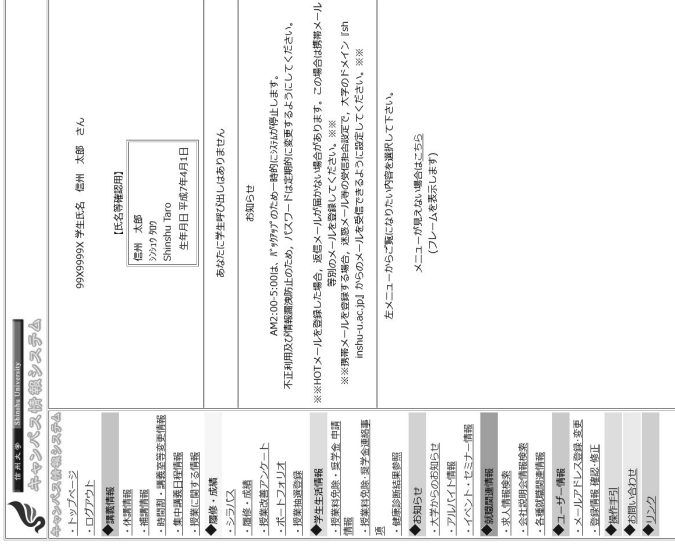 信州大学 Shinshu University
キャンパス情報システム
キャンパス情報システム
・トップページ
・ログアウト
◆講義情報
・休講情報
・補講情報
・時間割・講義室等変更情報
・集中講義日程情報
・授業に関する情報
◆履修・成績
・シラバス
・履修・成績
・授業改善アンケート
・ポートフォリオ
・授業抽選登録
◆学生生活情報
・授業料免除・奨学金 申請
情報
・授業料免除・奨学金連絡事
項
・健康診断結果参照
◆お知らせ
・大学からのお知らせ
・アルバイト情報
・イベント・セミナー情報
◆就職関連情報
・求人情報検索
・会社説明会情報検索
・各種就職関連情報
◆ユーザー情報
・メールアドレス登録・変更
・登録情報 確認・修正
◆操作手引
◆お問い合わせ
◆リンク
99X9999X 学生氏名 信州 太郎 さん
【氏名等確認用】
信州 太郎
シンシュウ タロウ
Shinshu Taro
生年月日 平成7年4月1日
あなたに学生呼び出しはありません
お知らせ
AM2:00-5:00は、バックアップのため一時的にシステムが停止します。
不正利用及び情報漏洩防止のため、パスワードは定期的に変更するようにしてください。
※※HOTメールを登録した場合，返信メールが届かない場合があります。この場合は携帯メール
等別のメールを登録してください。※※
※※携帯メールを登録する場合，迷惑メール等の受信拒否設定で，大学のドメイン『sh
inshu-u.ac.jp』からのメールを受信できるように設定してください。※※
左メニューからご覧になりたい内容を選択して下さい。
メニューが見えない場合はこちら
(フレームを表示します)